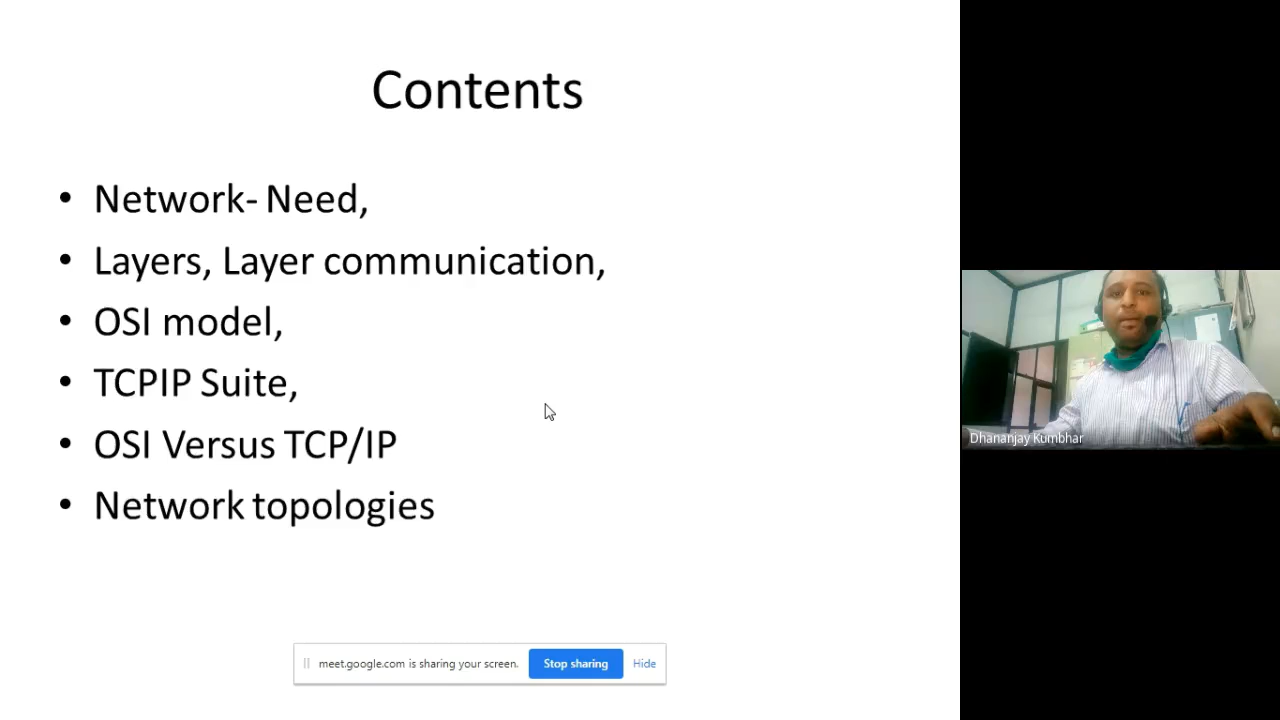 Contents
• Network- Need,
• Layers, Layer communication,
• OSI model,
• TCPIP Suite,
• OSI Versus TCP/IP
• Network topologies
meet.google.com is sharing your screen. Stop sharing Hide
Dhananjay Kumbhar